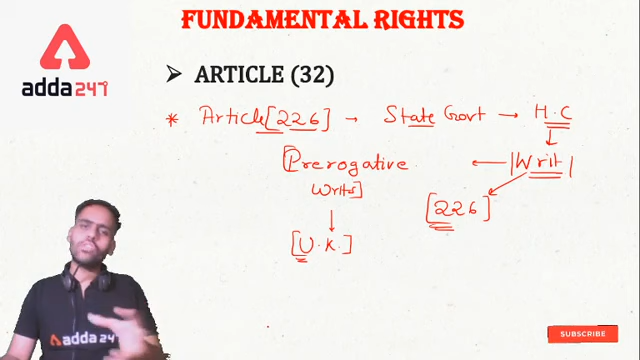 FUNDAMENTAL RIGHTS
adda247
➤ ARTICLE (32)
* Article [226] → State Govt → H.C
↓
[Prerogative ← |Writ|
Writs]
[226]
↓
[U.K.]
adda247
SUBSCRIBE